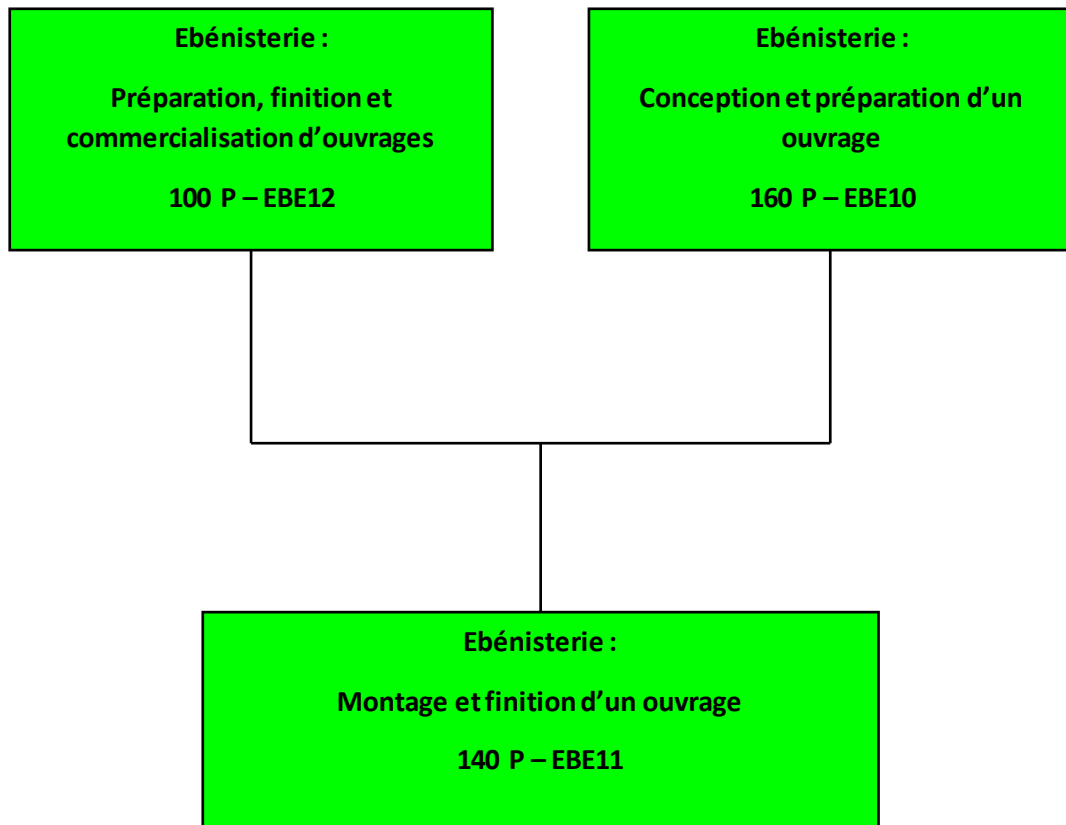 Ebénisterie :
Préparation, finition et
commercialisation d’ouvrages
100 P – EBE12
Ebénisterie :
Conception et préparation d’un
ouvrage
160 P – EBE10
Ebénisterie :
Montage et finition d’un ouvrage
140 P – EBE11